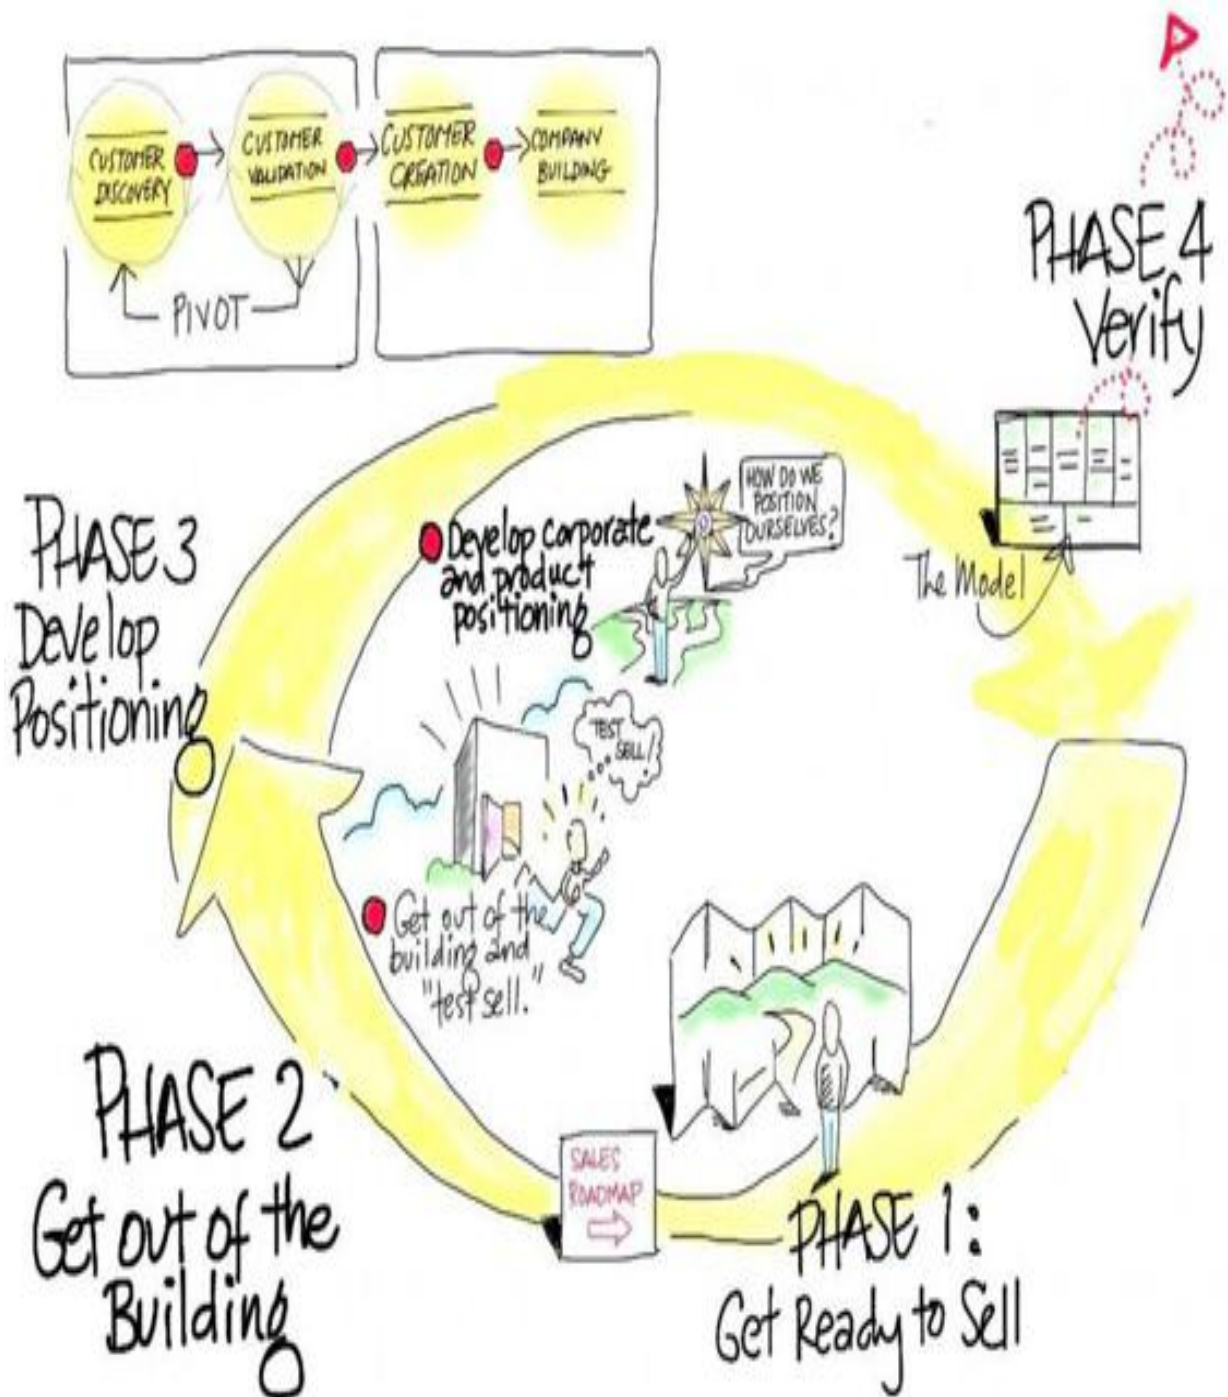 CUSTOMER
DISCOVERY
CUSTOMER
VALIDATION
CUSTOMER
CREATION
COMPANY
BUILDING
PIVOT
PHASE 4
Verify
The Model
HOW DO WE
POSITION
OURSELVES?
Develop corporate
and product
positioning
PHASE 3
Develop
Positioning
TEST
SELL!
Get out of the
building and
"test sell."
PHASE 2
Get out of the
Building
SALES
ROADMAP
PHASE 1:
Get Ready to Sell